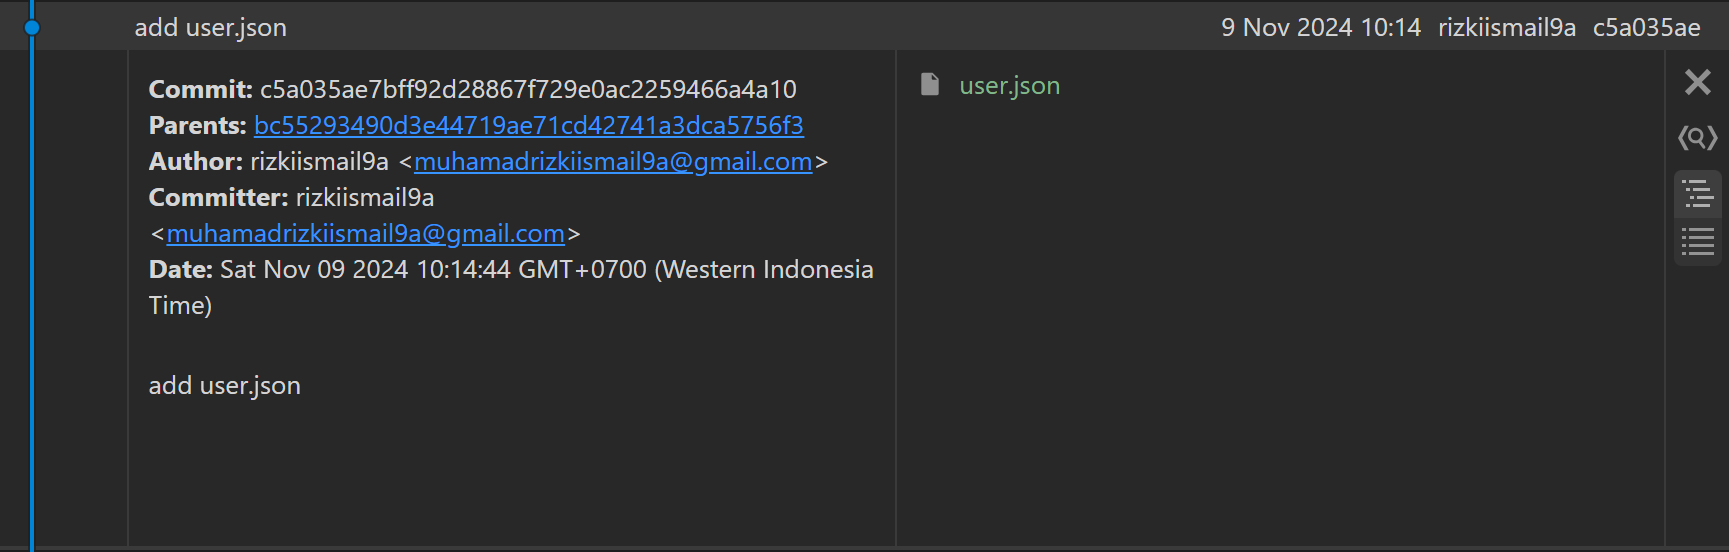 add user.json 9 Nov 2024 10:14 rizkiismail9a c5a035ae
Commit: c5a035ae7bff92d28867f729e0ac2259466a4a10
Parents: bc55293490d3e44719ae71cd42741a3dca5756f3
Author: rizkiismail9a <muhamadrizkiismail9a@gmail.com>
Committer: rizkiismail9a
<muhamadrizkiismail9a@gmail.com>
Date: Sat Nov 09 2024 10:14:44 GMT+0700 (Western Indonesia
Time)
add user.json
user.json